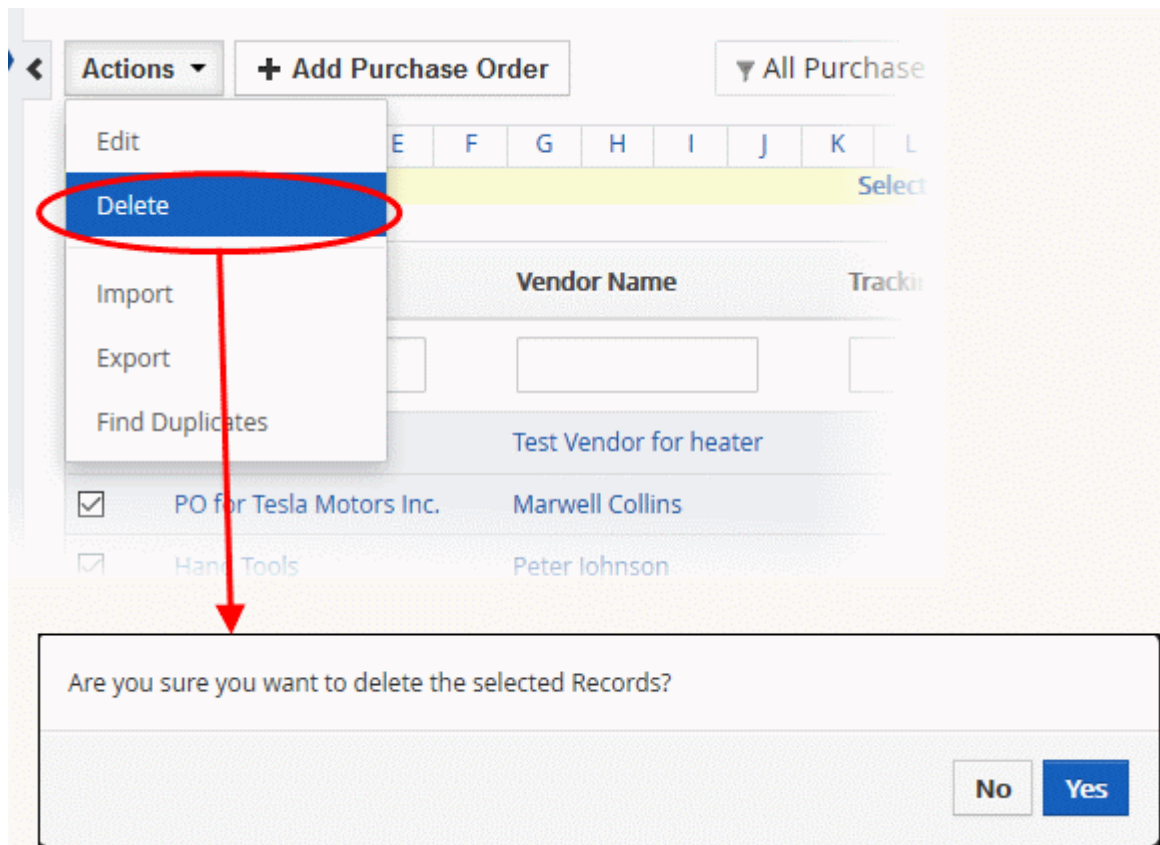 Actions + Add Purchase Order All Purchase
Edit E F G H I J K L
Delete Select
Import Vendor Name
Export
Find Duplicates
Test Vendor for heater
PO for Tesla Motors Inc. Marwell Collins
Hand Tools Peter Johnson
Are you sure you want to delete the selected Records?
No Yes